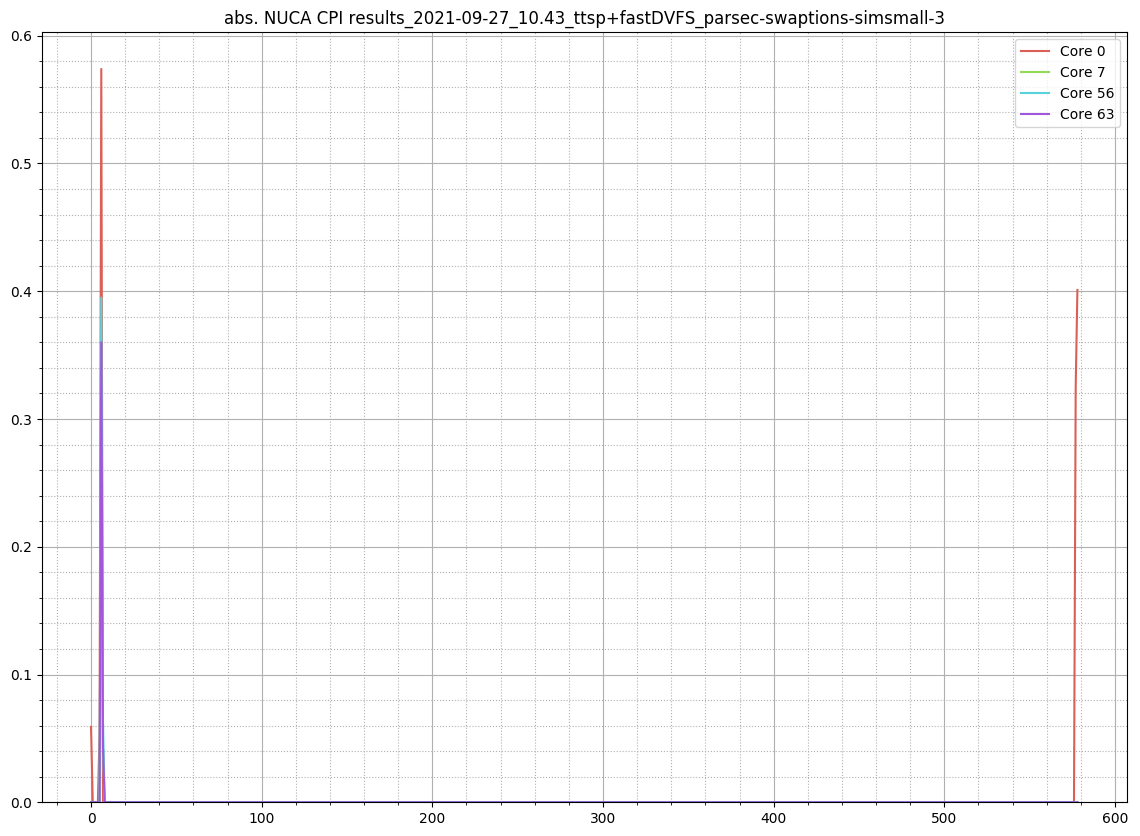 abs. NUCA CPI results_2021-09-27_10.43_ttsp+fastDVFS_parsec-swaptions-simsmall-3
0.6
0.5
0.4
0.3
0.2
0.1
0.0
0
100
200
300
400
500
600
Core 0
Core 7
Core 56
Core 63